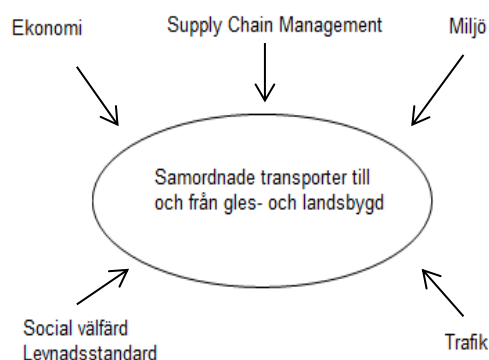 Ekonomi
Supply Chain Management
Miljö
Samordnade transporter till
och från gles- och landsbygd
Social välfärd
Levnadsstandard
Trafik